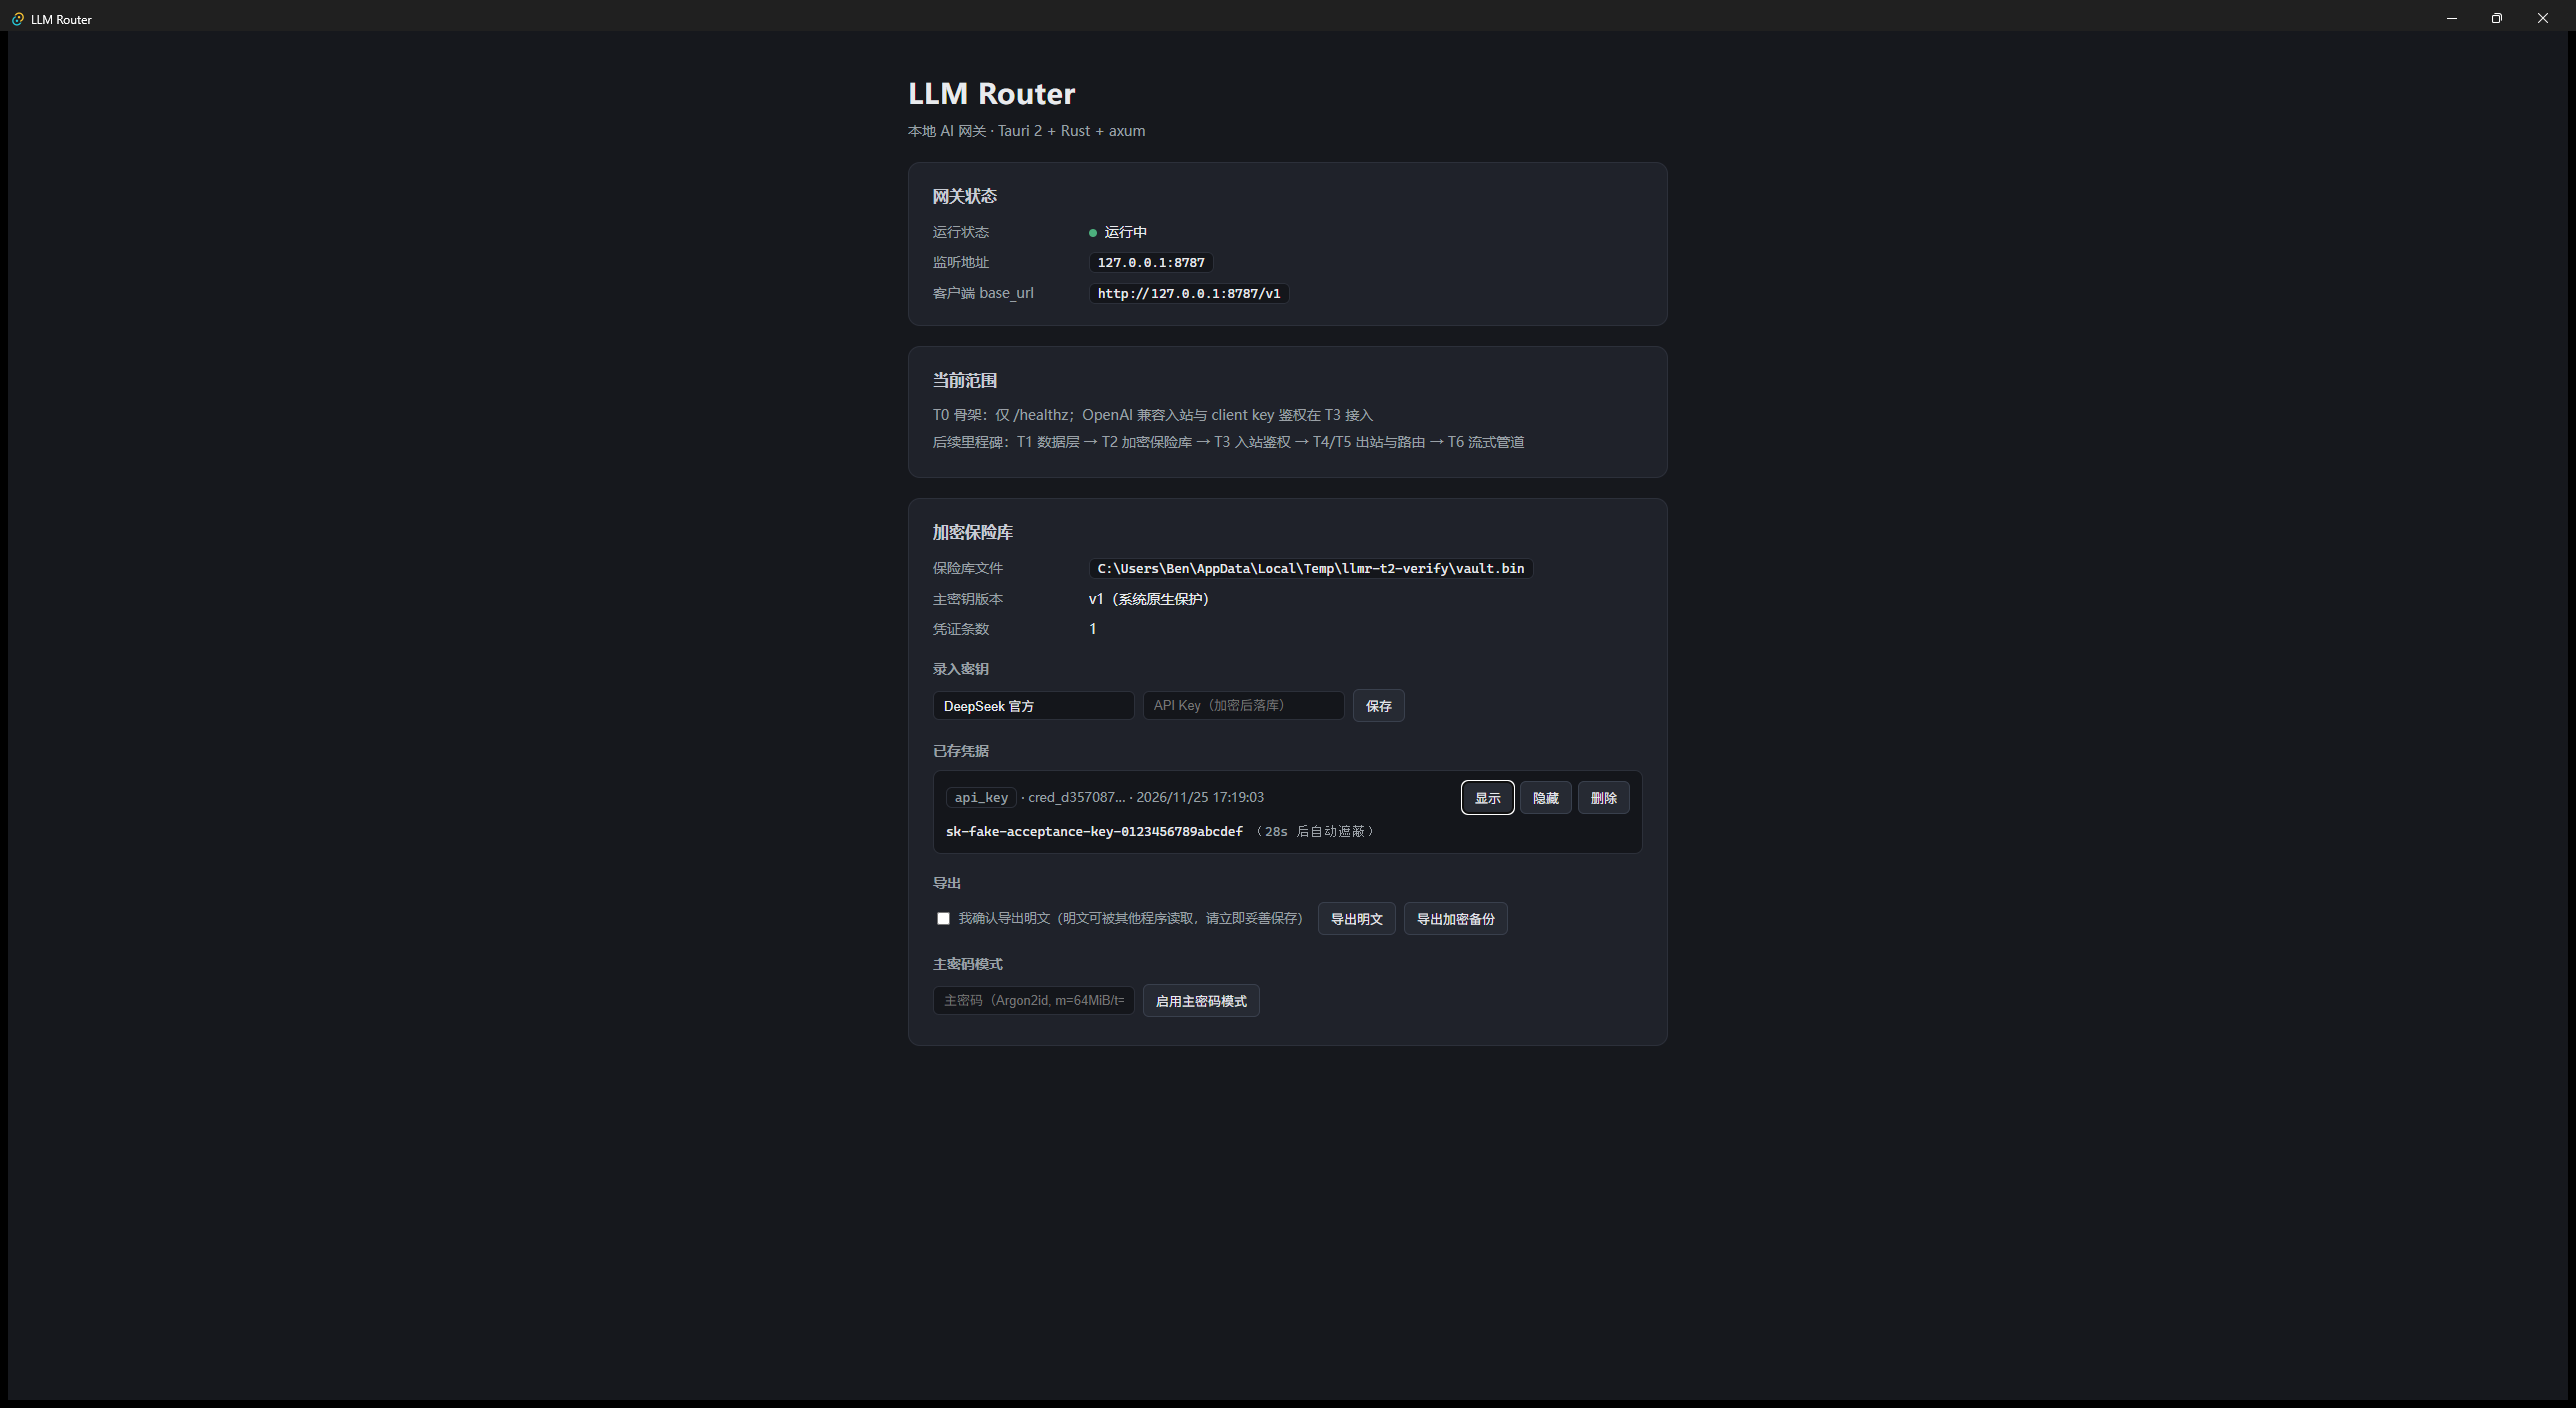 LLM Router
LLM Router
本地 AI 网关 · Tauri 2 + Rust + axum
网关状态
运行状态 运行中
监听地址 127.0.0.1:8787
客户端 base_url http://127.0.0.1:8787/v1
当前范围
T0 骨架：仅 /healthz；OpenAI 兼容入站与 client key 鉴权在 T3 接入
后续里程碑：T1 数据层 → T2 加密保险库 → T3 入站鉴权 → T4/T5 出站与路由 → T6 流式管道
加密保险库
保险库文件 C:\Users\Ben\AppData\Local\Temp\llmr-t2-verify\vault.bin
主密钥版本 v1（系统原生保护）
凭证条数 1
录入密钥
DeepSeek 官方 API Key（加密后落库） 保存
已存凭据
api_key · cred_d357087... · 2026/11/25 17:19:03 显示 隐藏 删除
sk-fake-acceptance-key-0123456789abcdef （28s 后自动遮蔽）
导出
我确认导出明文（明文可被其他程序读取，请立即妥善保存） 导出明文 导出加密备份
主密码模式
主密码（Argon2id, m=64MiB/t= 启用主密码模式